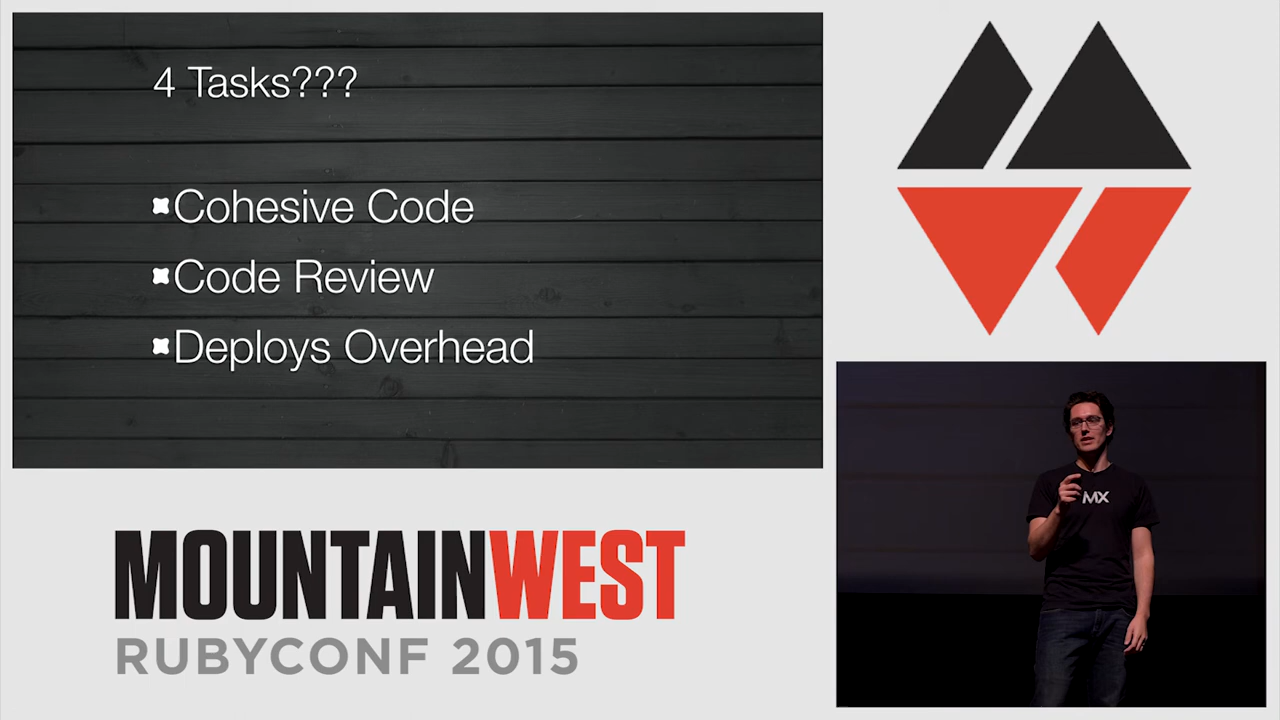 4 Tasks???
Cohesive Code
Code Review
Deploys Overhead
MOUNTAINWEST
RUBYCONF 2015
MX